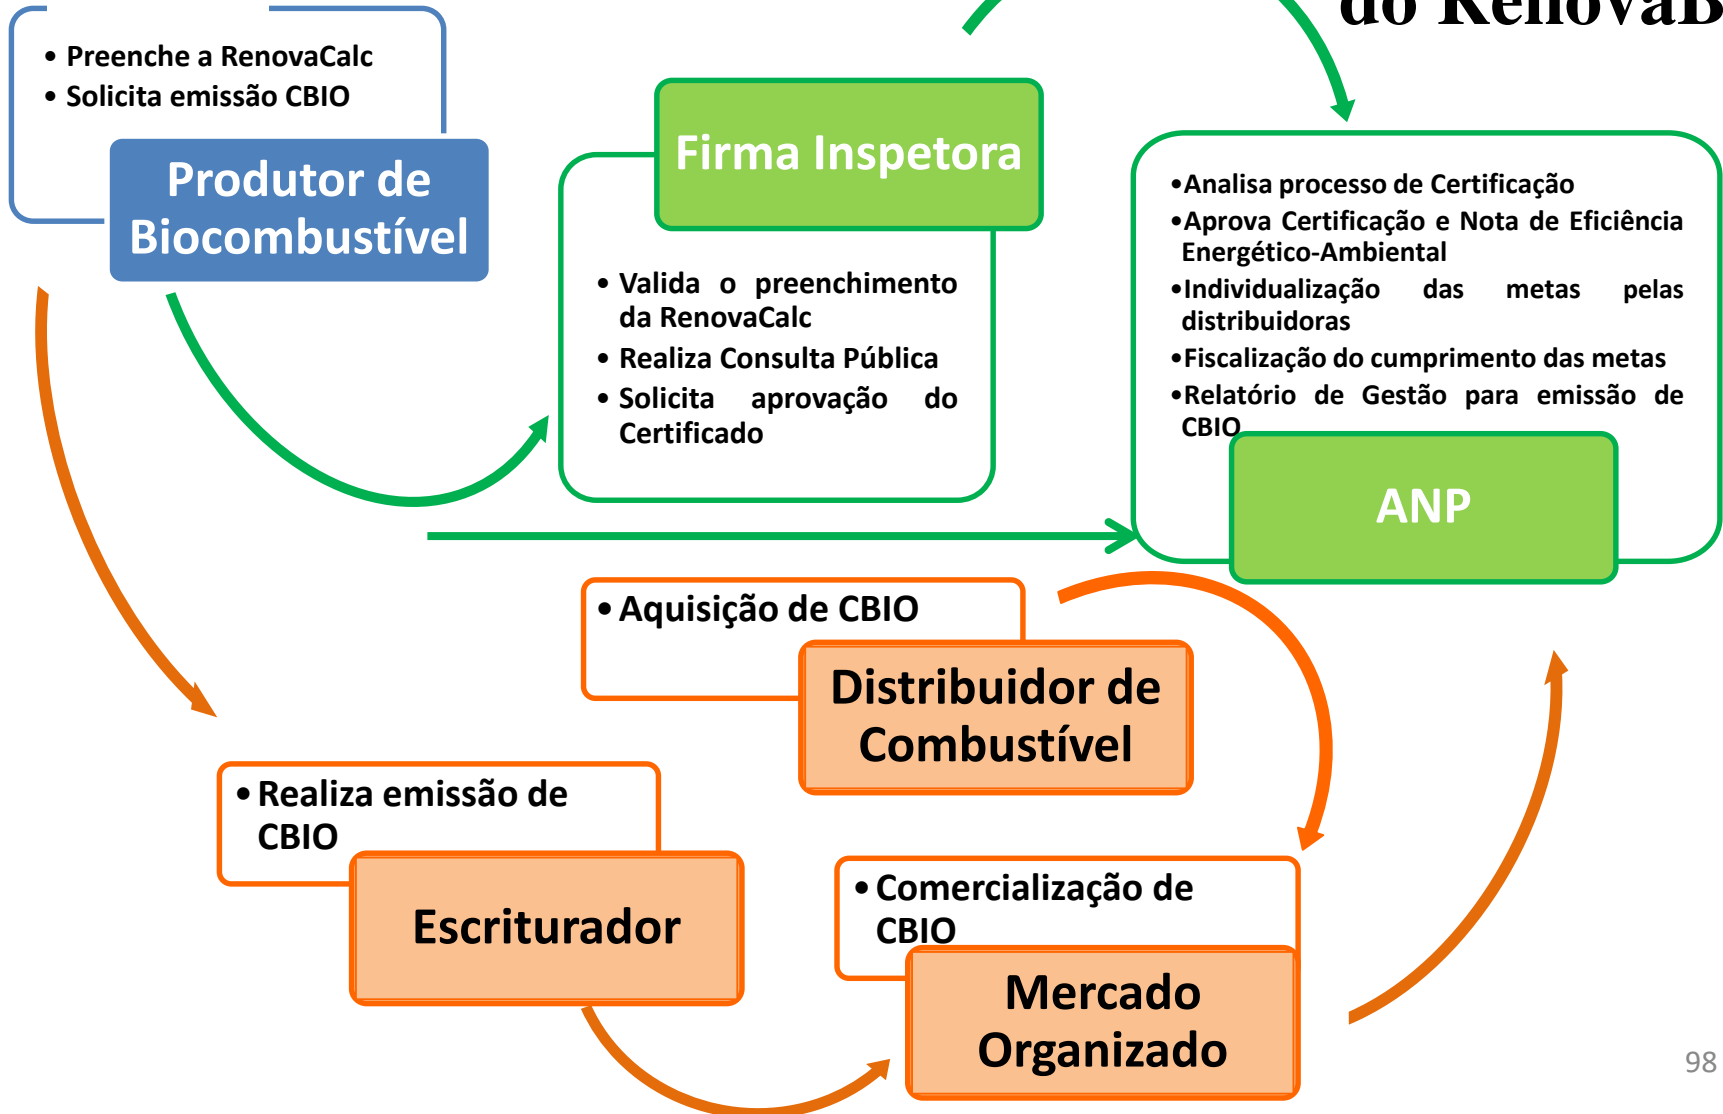 do RenovaB
• Preenche a RenovaCalc
• Solicita emissão CBIO
Produtor de
Biocombustível
Firma Inspetora
• Valida o preenchimento
da RenovaCalc
• Realiza Consulta Pública
• Solicita aprovação do
Certificado
•Analisa processo de Certificação
•Aprova Certificação e Nota de Eficiência
Energético-Ambiental
•Individualização das metas pelas
distribuidoras
•Fiscalização do cumprimento das metas
•Relatório de Gestão para emissão de
CBIO
ANP
• Aquisição de CBIO
Distribuidor de
Combustível
• Realiza emissão de
CBIO
Escriturador
• Comercialização de
CBIO
Mercado
Organizado
98